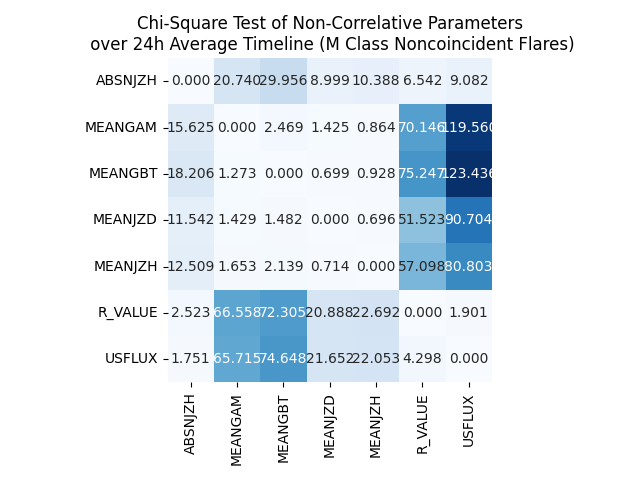 Chi-Square Test of Non-Correlative Parameters
over 24h Average Timeline (M Class Noncoincident Flares)
ABSNJZH 0.000 20.740 29.956 8.999 10.388 6.542 9.082
MEANGAM 15.625 0.000 2.469 1.425 0.864 70.146 119.560
MEANGBT 18.206 1.273 0.000 0.699 0.928 75.247 123.436
MEANJZD 11.542 1.429 1.482 0.000 0.696 51.523 90.704
MEANJZH 12.509 1.653 2.139 0.714 0.000 57.098 80.803
R_VALUE 2.523 66.558 72.305 20.888 22.692 0.000 1.901
USFLUX 1.751 65.715 74.648 21.652 22.053 4.298 0.000
ABSNJZH MEANGAM MEANGBT MEANJZD MEANJZH R_VALUE USFLUX